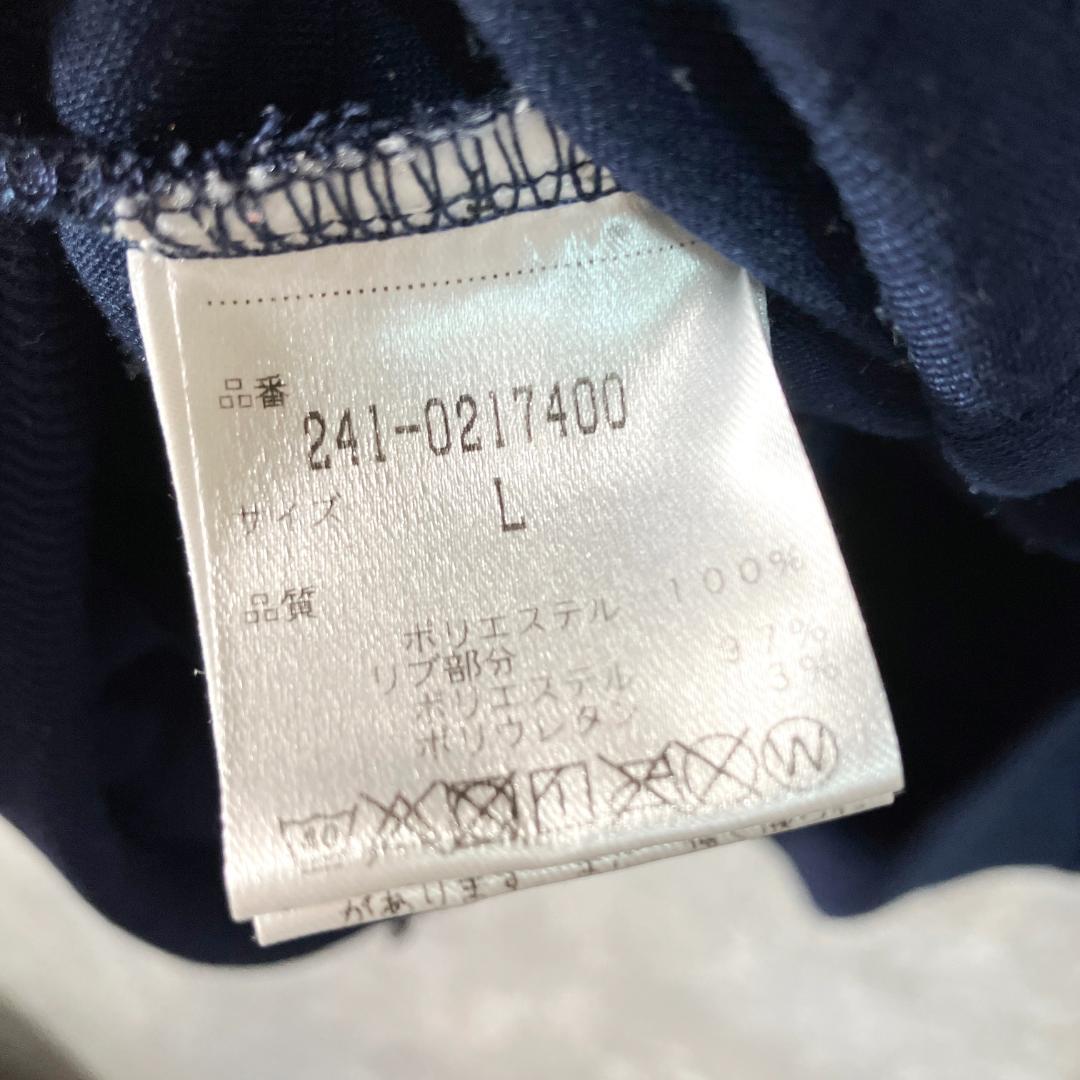 品番
241-0217400
サイズ L
品質
ポリエステル 100%
リブ部分
ポリエステル 97%
ポリウレタン 3%
40
W
があります